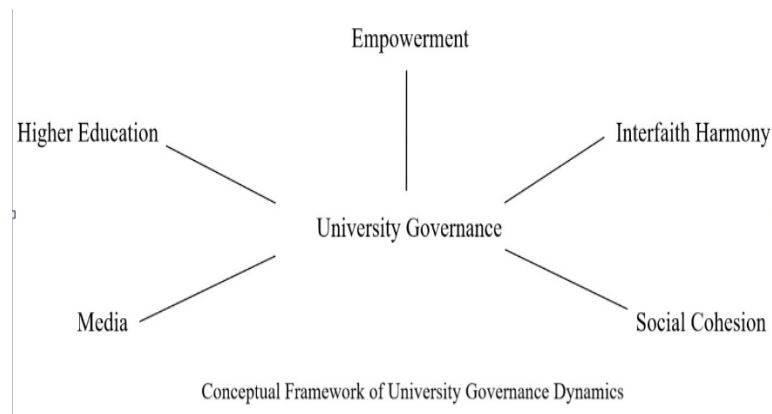 Empowerment
Higher Education
Interfaith Harmony
University Governance
Media
Social Cohesion
Conceptual Framework of University Governance Dynamics